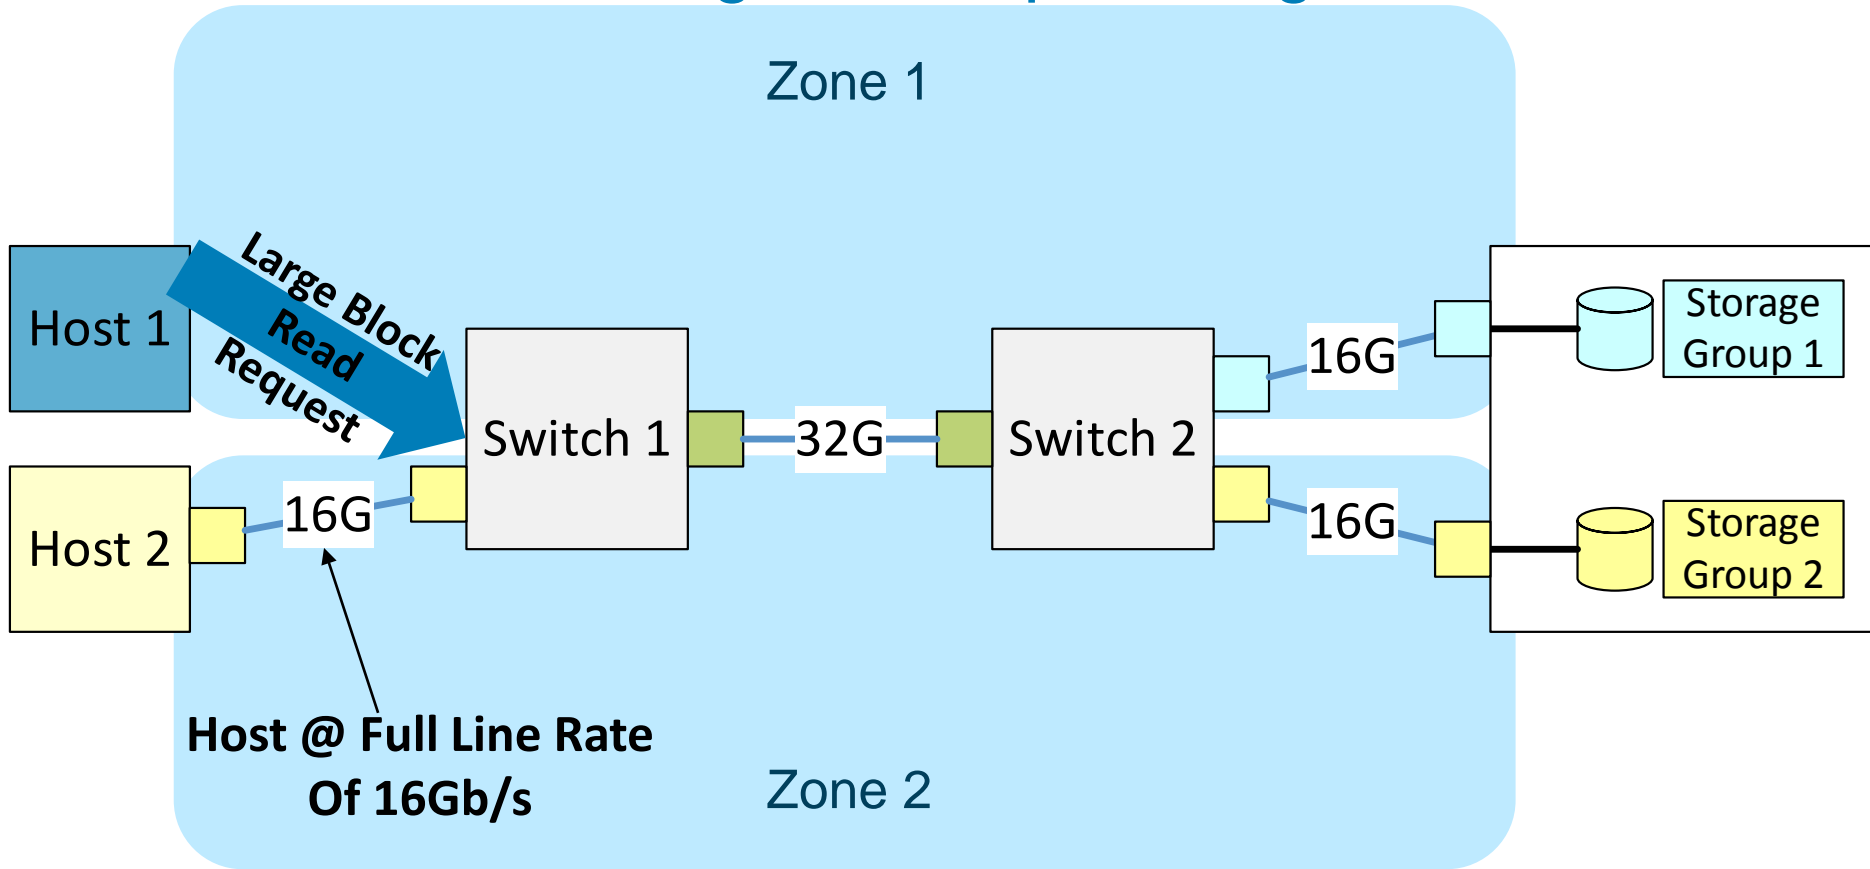 Zone 1
Large Block
Read
Request
Host 1
Storage
Group 1
16G
Switch 1
32G
Switch 2
Host 2
16G
16G
Storage
Group 2
Host @ Full Line Rate
Of 16Gb/s
Zone 2